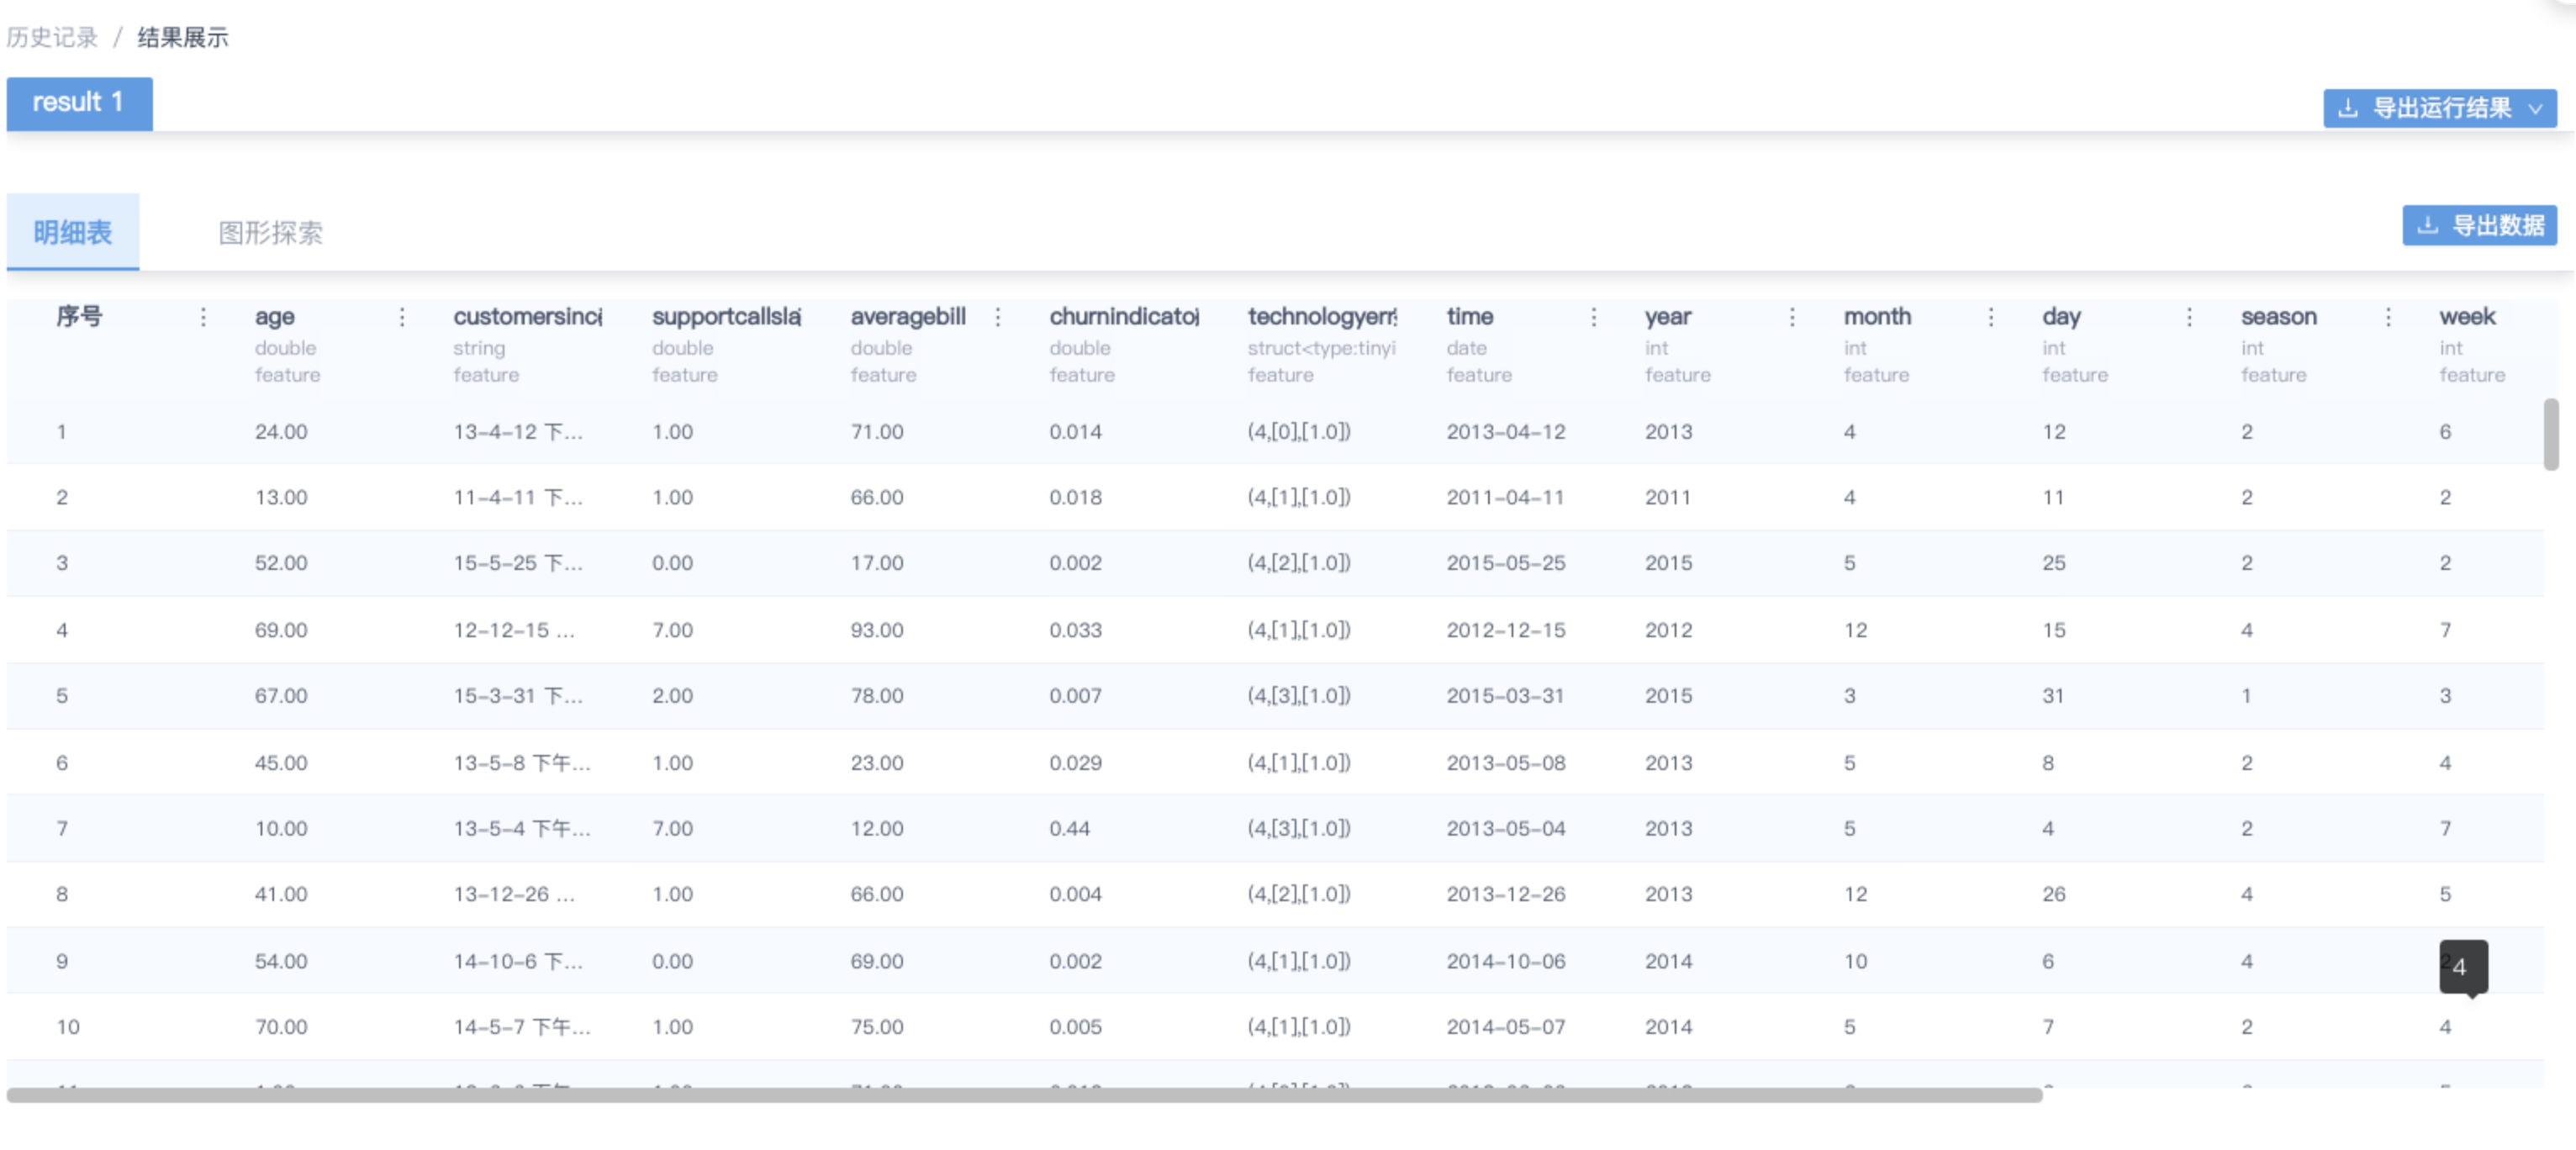 历史记录 / 结果展示
result 1
导出运行结果
明细表 图形探索
导出数据
序号 age customersinci supportcallsla averagebill churnindicato technologyerr time year month day season week
double string double double double struct<type:tinyi date int int int int int
feature feature feature feature feature feature feature feature feature feature feature feature
1 24.00 13-4-12 下... 1.00 71.00 0.014 (4,[0],[1.0]) 2013-04-12 2013 4 12 2 6
2 13.00 11-4-11 下... 1.00 66.00 0.018 (4,[1],[1.0]) 2011-04-11 2011 4 11 2 2
3 52.00 15-5-25 下... 0.00 17.00 0.002 (4,[2],[1.0]) 2015-05-25 2015 5 25 2 2
4 69.00 12-12-15 ... 7.00 93.00 0.033 (4,[1],[1.0]) 2012-12-15 2012 12 15 4 7
5 67.00 15-3-31 下... 2.00 78.00 0.007 (4,[3],[1.0]) 2015-03-31 2015 3 31 1 3
6 45.00 13-5-8 下午... 1.00 23.00 0.029 (4,[1],[1.0]) 2013-05-08 2013 5 8 2 4
7 10.00 13-5-4 下午... 7.00 12.00 0.44 (4,[3],[1.0]) 2013-05-04 2013 5 4 2 7
8 41.00 13-12-26 ... 1.00 66.00 0.004 (4,[2],[1.0]) 2013-12-26 2013 12 26 4 5
9 54.00 14-10-6 下... 0.00 69.00 0.002 (4,[1],[1.0]) 2014-10-06 2014 10 6 4 2
4
10 70.00 14-5-7 下午... 1.00 75.00 0.005 (4,[1],[1.0]) 2014-05-07 2014 5 7 2 4